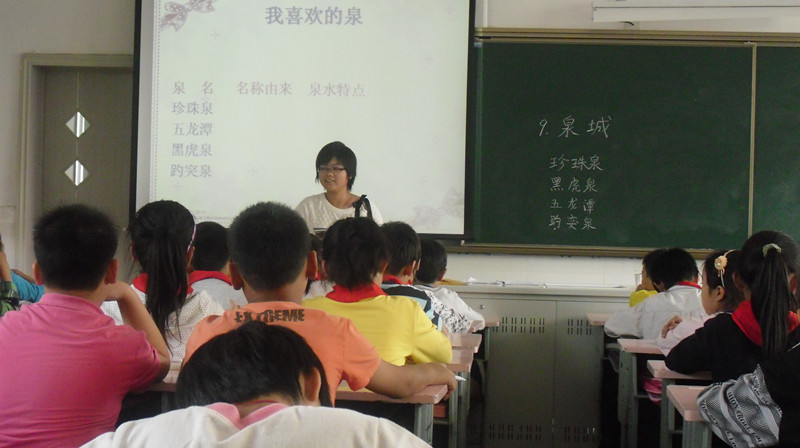 我喜欢的泉
泉 名 名称由来 泉水特点
珍珠泉
五龙潭
黑虎泉
趵突泉
9.泉城
珍珠泉
黑虎泉
五龙潭
趵突泉
EXTREME